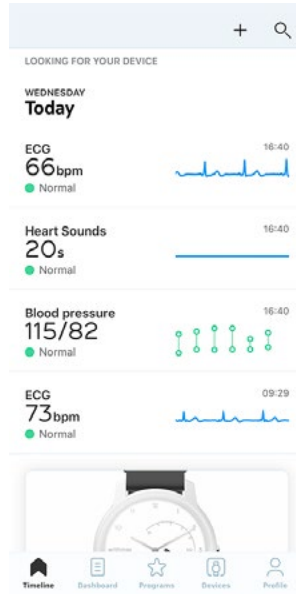 LOOKING FOR YOUR DEVICE
WEDNESDAY
Today
ECG 16:40
66bpm
Normal
Heart Sounds 16:40
20s
Normal
Blood pressure 16:40
115/82
Normal
ECG 09:29
73bpm
Normal
Timeline Dashboard Programs Devices Profile